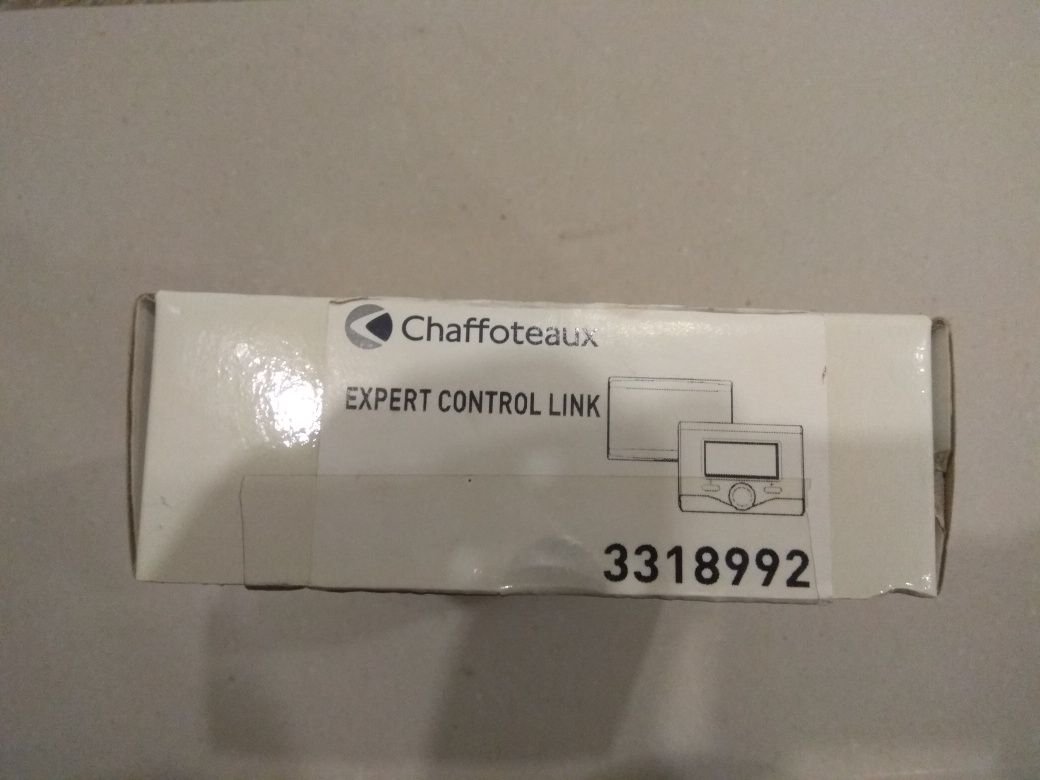 Chaffoteaux
EXPERT CONTROL LINK
3318992